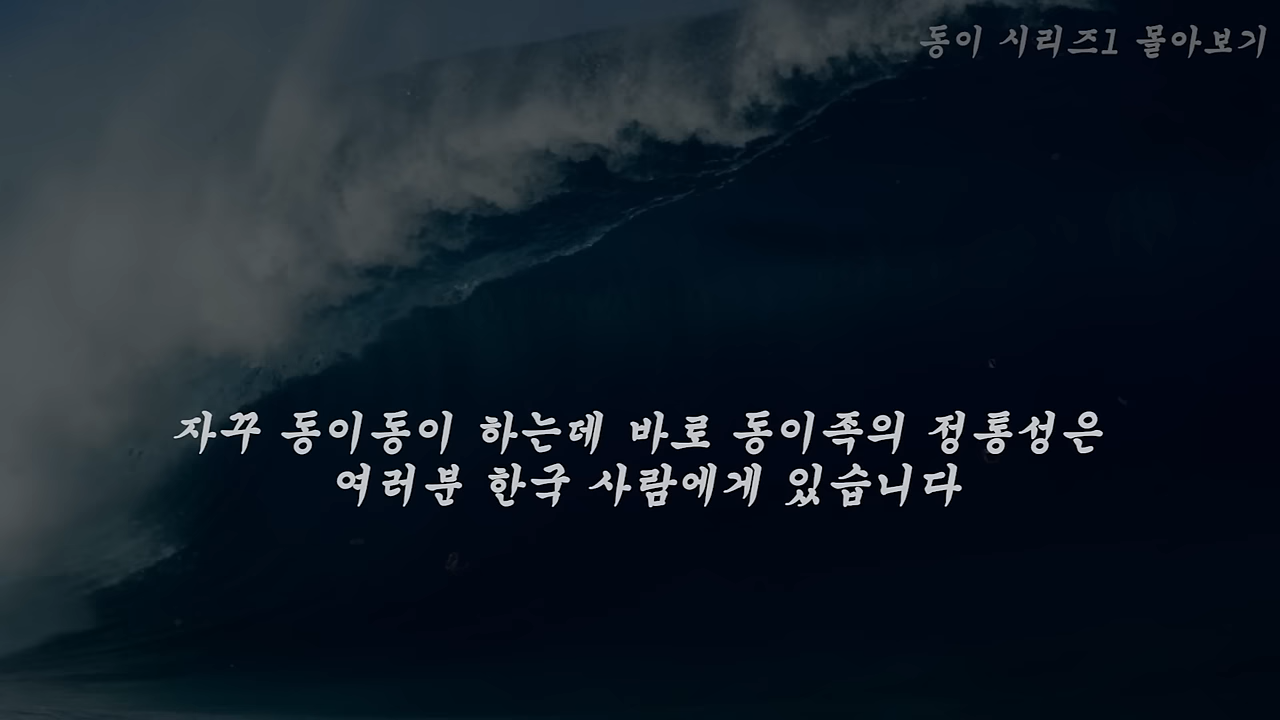 동이 시리즈1 몰아보기
자꾸 동이동이 하는데 바로 동이족의 정통성은
여러분 한국 사람에게 있습니다